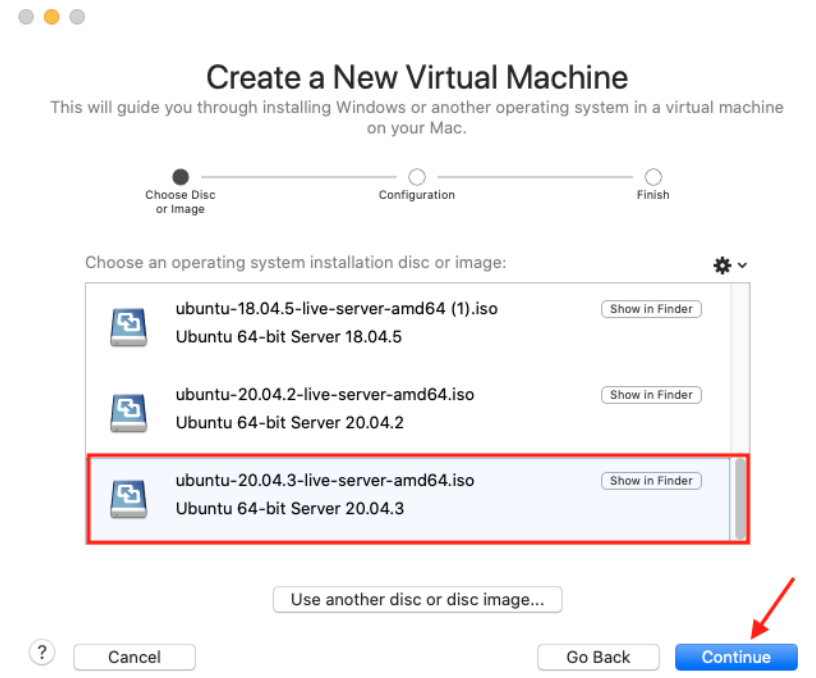 Create a New Virtual Machine
This will guide you through installing Windows or another operating system in a virtual machine
on your Mac.
Choose Disc
or Image
Configuration
Finish
Choose an operating system installation disc or image:
ubuntu-18.04.5-live-server-amd64 (1).iso
Show in Finder
Ubuntu 64-bit Server 18.04.5
ubuntu-20.04.2-live-server-amd64.iso
Show in Finder
Ubuntu 64-bit Server 20.04.2
ubuntu-20.04.3-live-server-amd64.iso
Show in Finder
Ubuntu 64-bit Server 20.04.3
Use another disc or disc image...
?
Cancel
Go Back
Continue